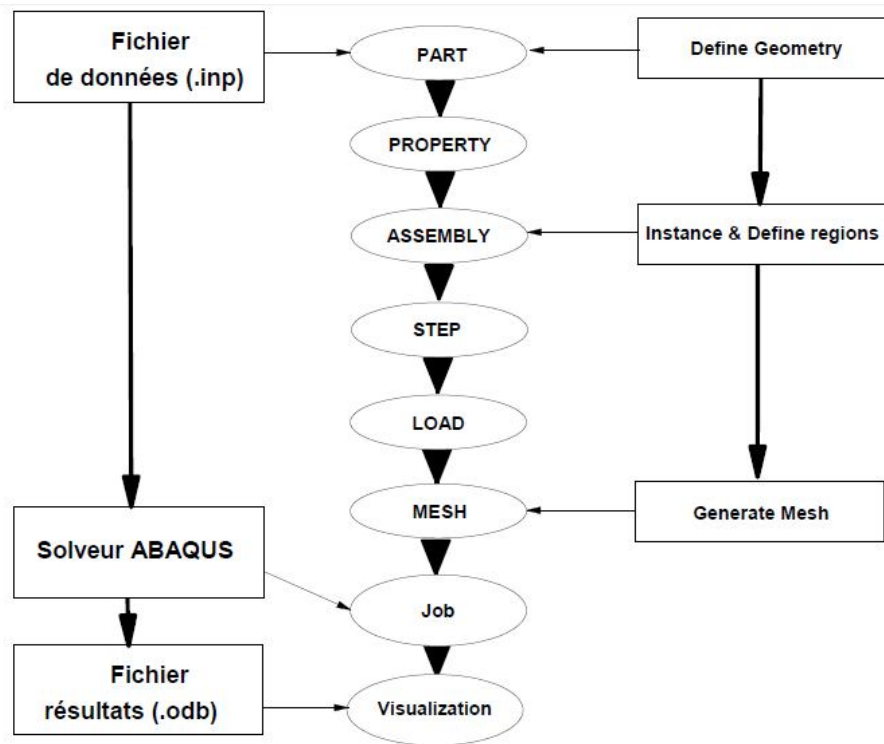 Fichier
de données (.inp)
PART
Define Geometry
PROPERTY
ASSEMBLY
Instance & Define regions
STEP
LOAD
MESH
Generate Mesh
Solveur ABAQUS
Job
Fichier
résultats (.odb)
Visualization